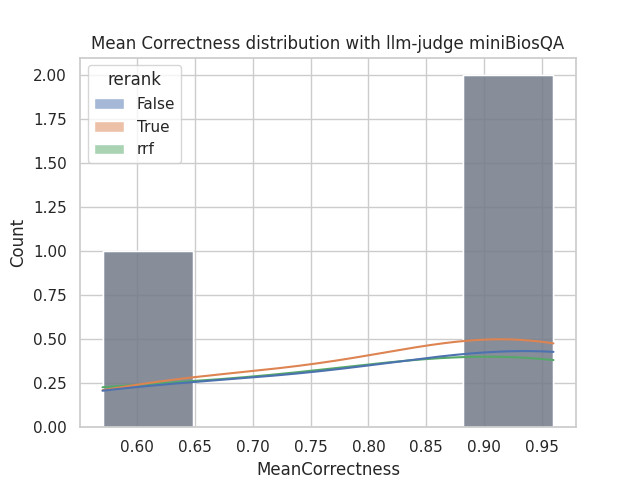 Mean Correctness distribution with llm-judge miniBiosQA
rerank
False
True
rrf
Count
2.00
1.75
1.50
1.25
1.00
0.75
0.50
0.25
0.00
0.60 0.65 0.70 0.75 0.80 0.85 0.90 0.95
MeanCorrectness